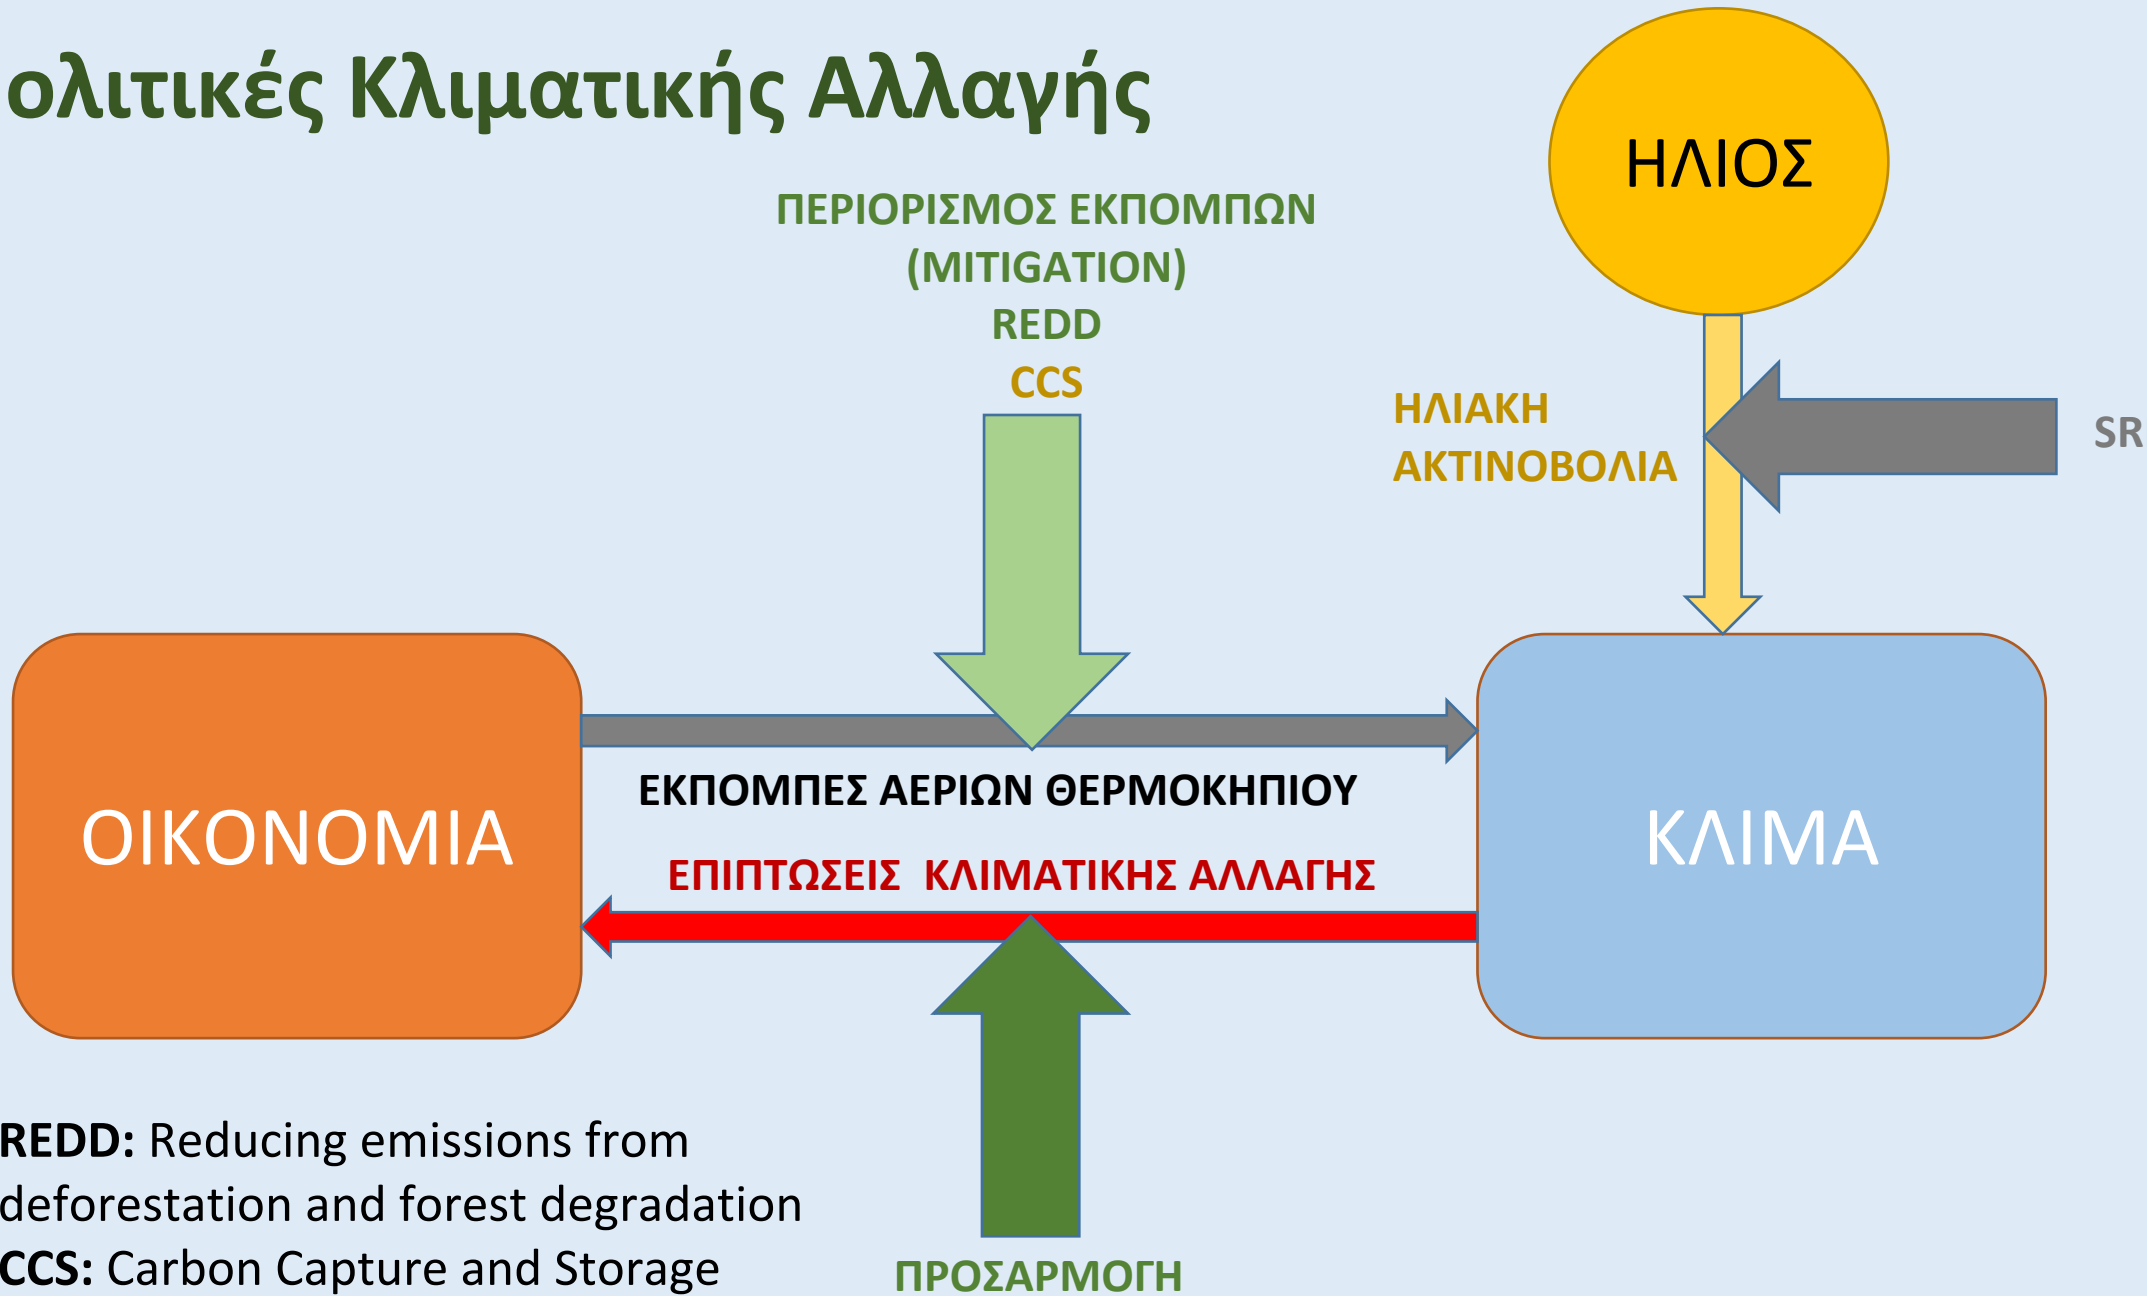 ολιτικές Κλιματικής Αλλαγής
ΗΛΙΟΣ
ΠΕΡΙΟΡΙΣΜΟΣ ΕΚΠΟΜΠΩΝ
(MITIGATION)
REDD
CCS
ΗΛΙΑΚΗ
ΑΚΤΙΝΟΒΟΛΙΑ
SR
ΟΙΚΟΝΟΜΙΑ
ΕΚΠΟΜΠΕΣ ΑΕΡΙΩΝ ΘΕΡΜΟΚΗΠΙΟΥ
ΕΠΙΠΤΩΣΕΙΣ ΚΛΙΜΑΤΙΚΗΣ ΑΛΛΑΓΗΣ
ΚΛΙΜΑ
REDD: Reducing emissions from
deforestation and forest degradation
CCS: Carbon Capture and Storage
ΠΡΟΣΑΡΜΟΓΗ